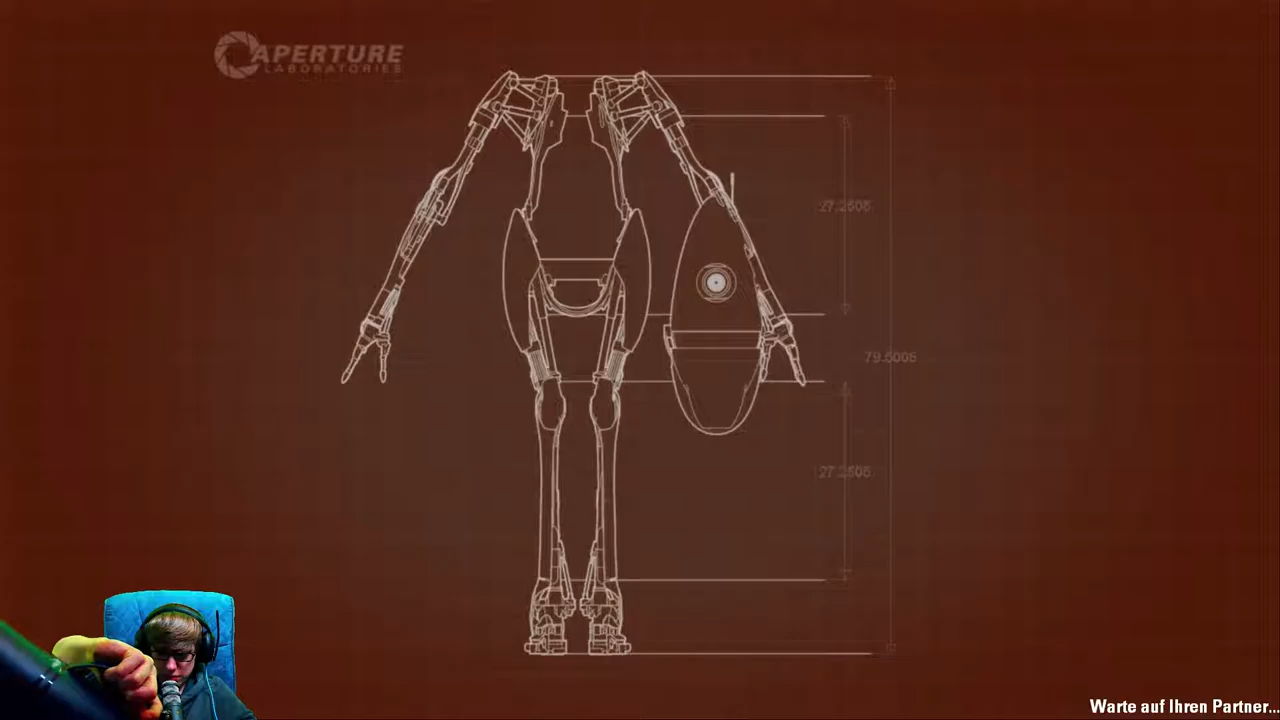 APERTURE
LABORATORIES
27.2606
79.5006
27.2606
Warte auf Ihren Partner...